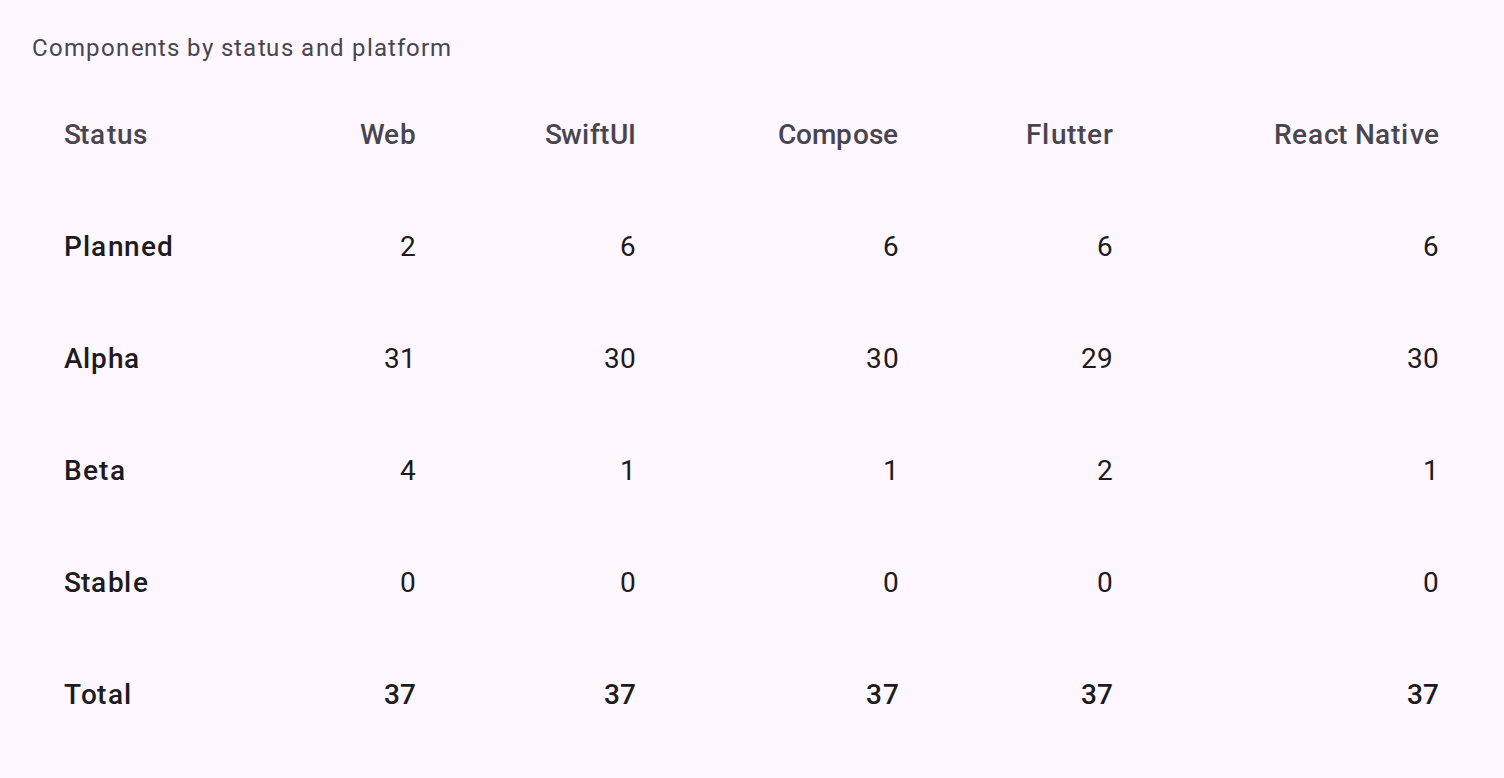 Components by status and platform
Status Web SwiftUI Compose Flutter React Native
Planned 2 6 6 6 6
Alpha 31 30 30 29 30
Beta 4 1 1 2 1
Stable 0 0 0 0 0
Total 37 37 37 37 37